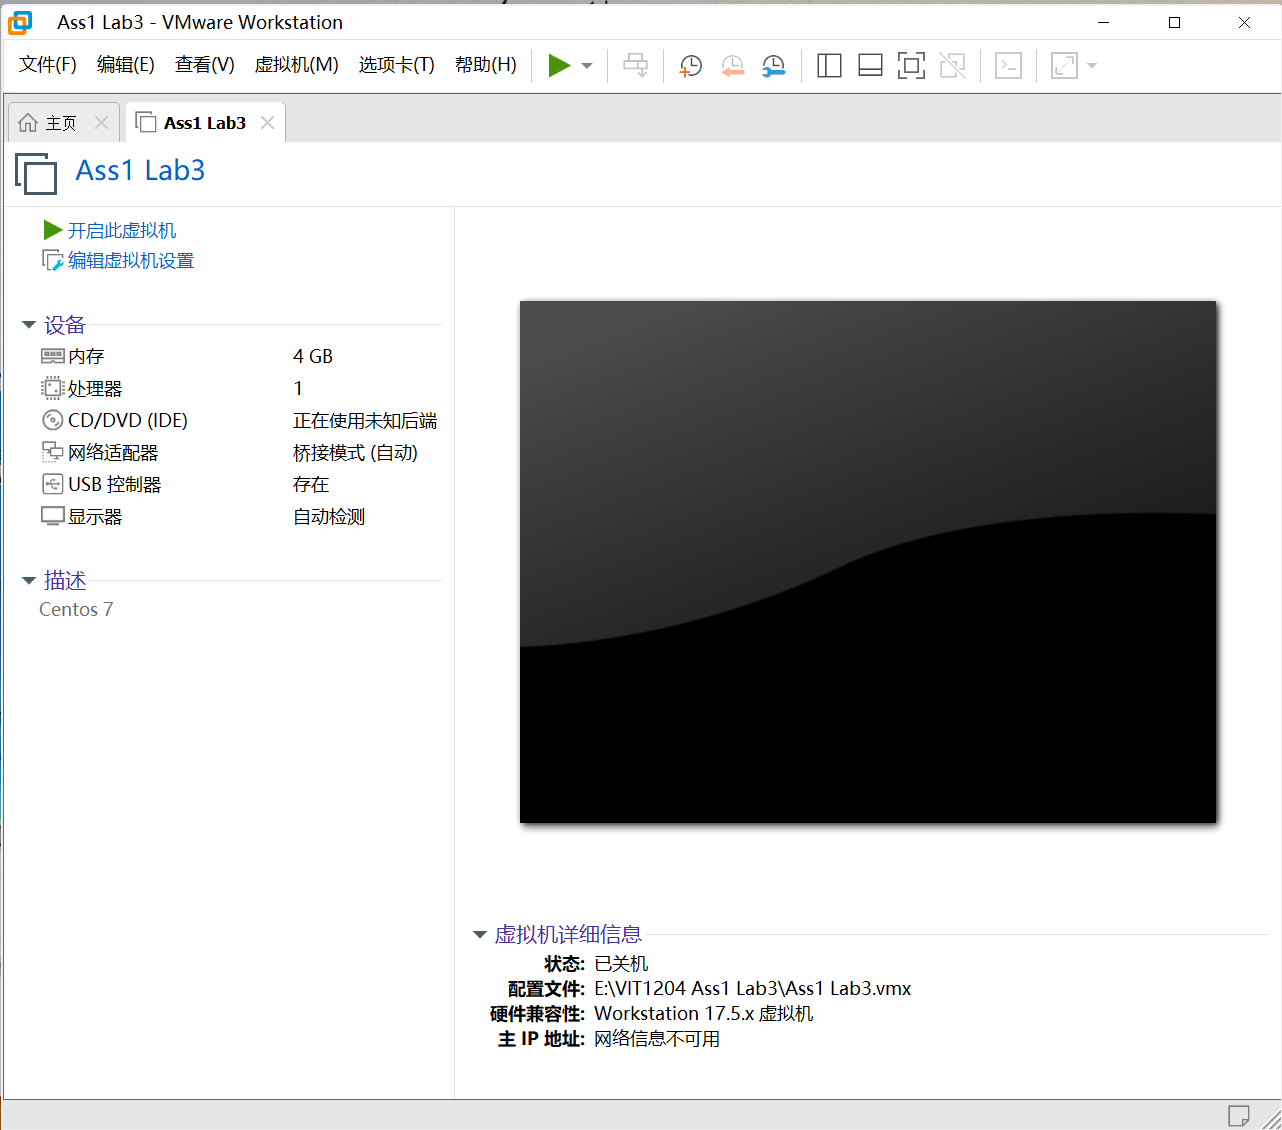 Ass1 Lab3 - VMware Workstation
文件(F) 编辑(E) 查看(V) 虚拟机(M) 选项卡(T) 帮助(H)
主页 Ass1 Lab3
Ass1 Lab3
开启此虚拟机
编辑虚拟机设置
设备
内存 4 GB
处理器 1
CD/DVD (IDE) 正在使用未知后端
网络适配器 桥接模式 (自动)
USB 控制器 存在
显示器 自动检测
描述
Centos 7
虚拟机详细信息
状态: 已关机
配置文件: E:\VIT1204 Ass1 Lab3\Ass1 Lab3.vmx
硬件兼容性: Workstation 17.5.x 虚拟机
主 IP 地址: 网络信息不可用